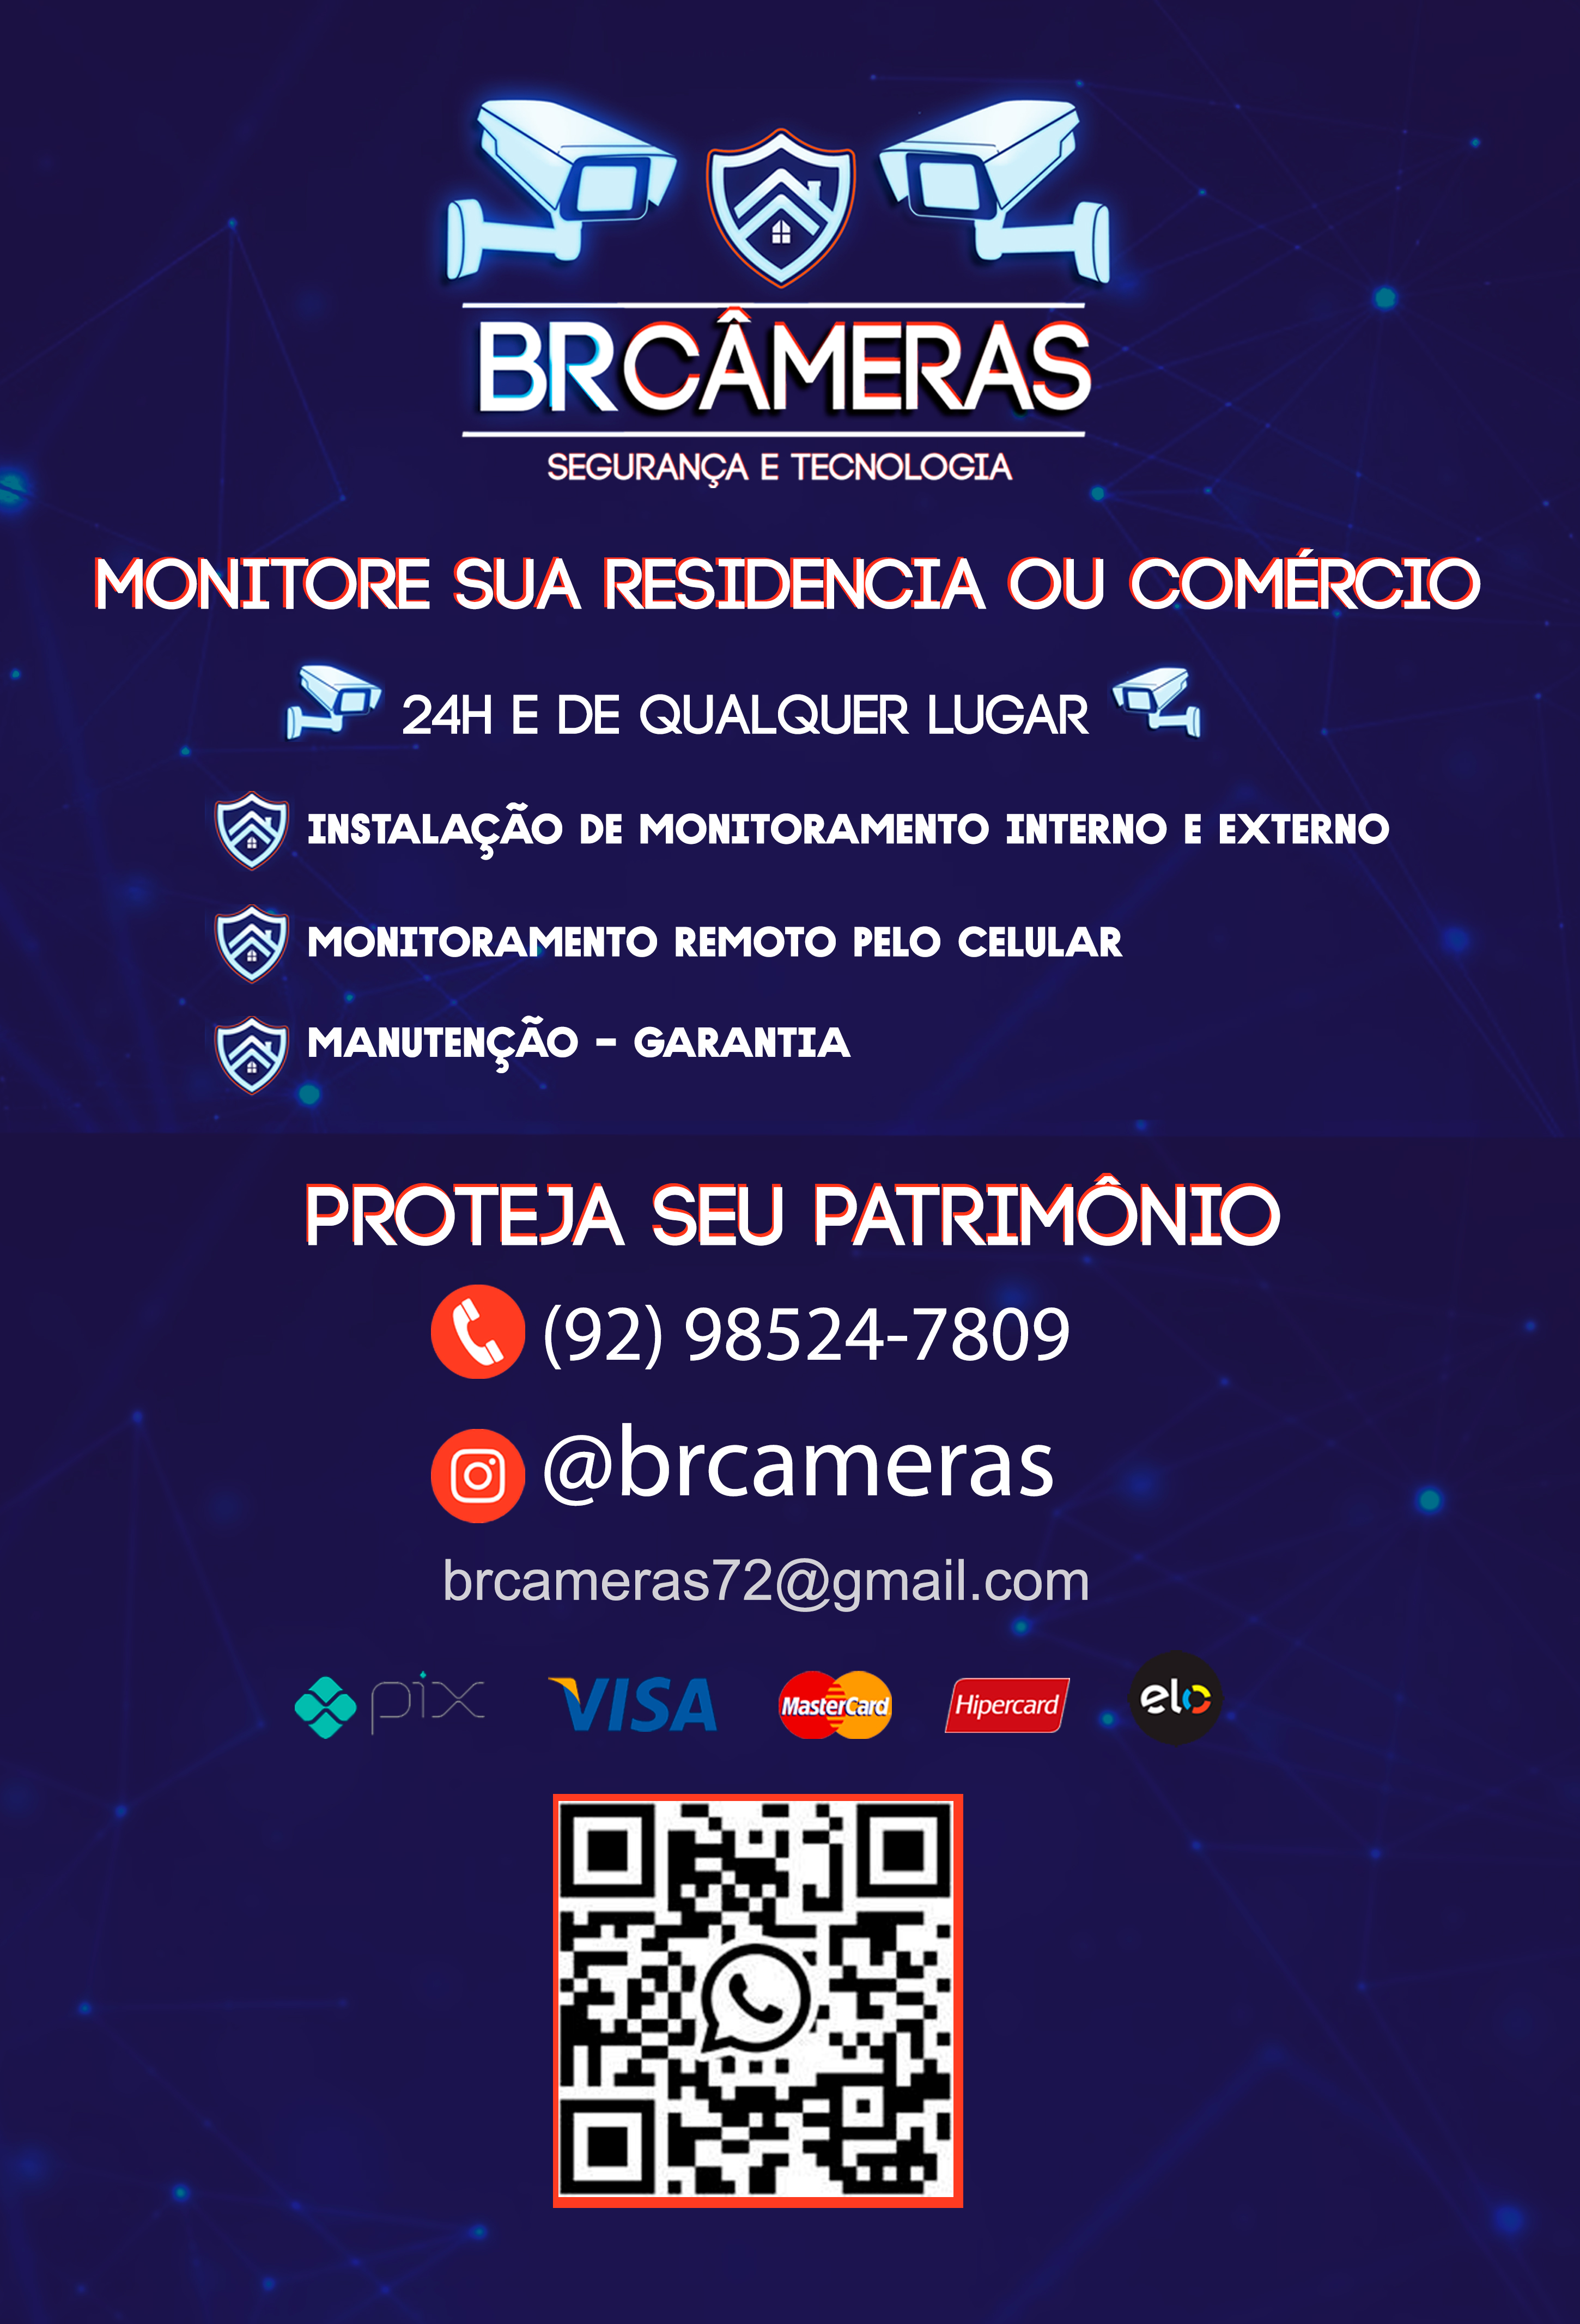 BRCÂMERAS
SEGURANÇA E TECNOLOGIA
MONITORE SUA RESIDENCIA OU COMÉRCIO
24H E DE QUALQUER LUGAR
INSTALAÇÃO DE MONITORAMENTO INTERNO E EXTERNO
MONITORAMENTO REMOTO PELO CELULAR
MANUTENÇÃO - GARANTIA
PROTEJA SEU PATRIMÔNIO
(92) 98524-7809
@brcameras
brcameras72@gmail.com
pix VISA MasterCard Hipercard elo